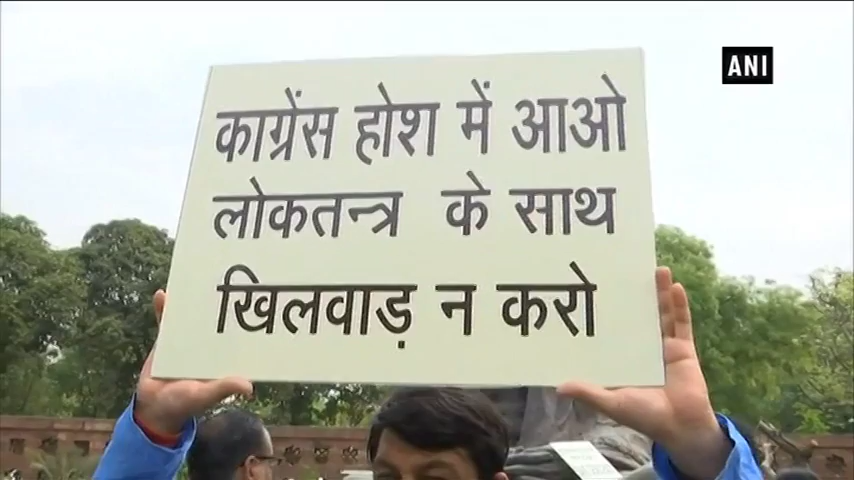 ANI
कांग्रेस होश में आओ
लोकतन्त्र के साथ
खिलवाड़ न करो